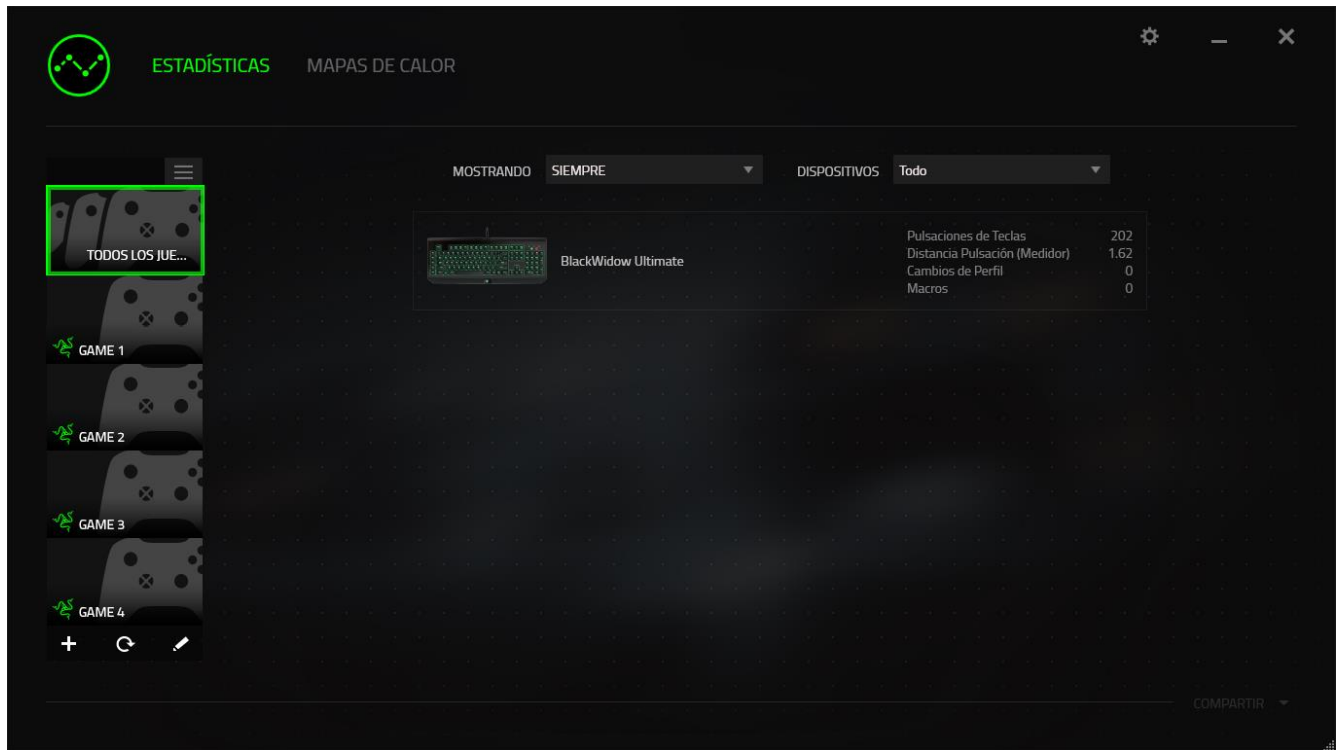 ESTADÍSTICAS MAPAS DE CALOR
MOSTRANDO SIEMPRE DISPOSITIVOS Todo
TODOS LOS JUE...
BlackWidow Ultimate
Pulsaciones de Teclas 202
Distancia Pulsación (Medidor) 1.62
Cambios de Perfil 0
Macros 0
GAME 1
GAME 2
GAME 3
GAME 4
COMPARTIR